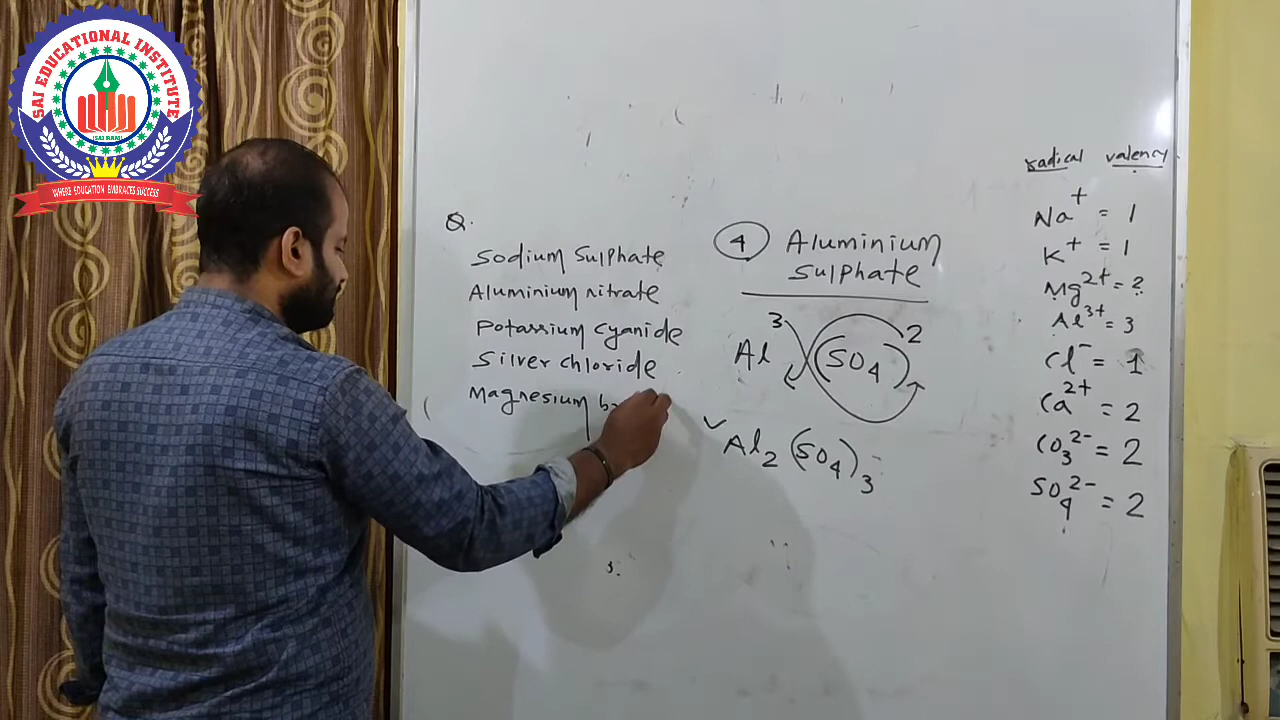 SAI EDUCATIONAL INSTITUTE
(SAI RAM)
WHERE EDUCATION EMBRACES SUCCESS
Q.
Sodium Sulphate
Aluminium nitrate
Potassium Cyanide
Silver chloride
Magnesium
4 Aluminium
Sulphate
Al 3 (SO4) 2
Al2 (SO4)3
radical valency
Na+ = 1
K+ = 1
Mg2+ = 2
Al3+ = 3
Cl- = 1
Ca2+ = 2
CO3 2- = 2
SO4 2- = 2